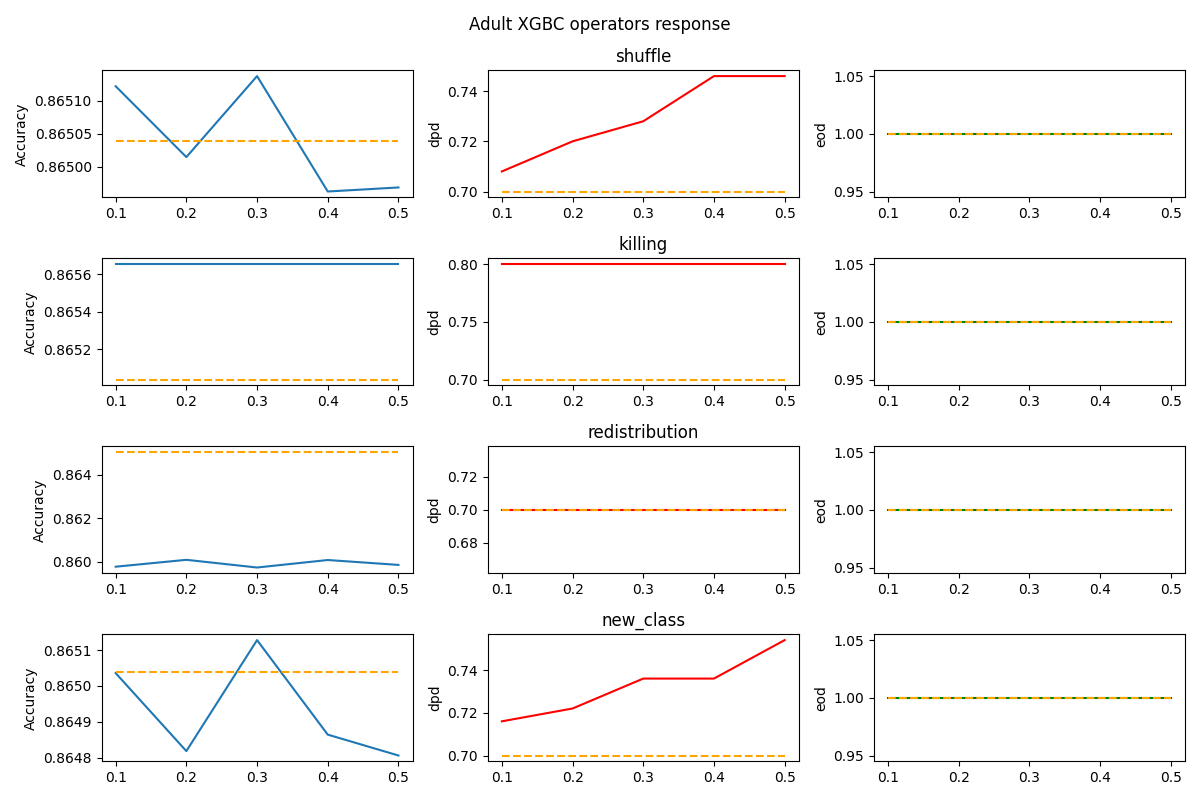 Adult XGBC operators response
shuffle
Accuracy
0.86510
0.86505
0.86500
0.1 0.2 0.3 0.4 0.5
dpd
0.74
0.72
0.70
0.1 0.2 0.3 0.4 0.5
eod
1.05
1.00
0.95
0.1 0.2 0.3 0.4 0.5
killing
Accuracy
0.8656
0.8654
0.8652
0.1 0.2 0.3 0.4 0.5
dpd
0.80
0.75
0.70
0.1 0.2 0.3 0.4 0.5
eod
1.05
1.00
0.95
0.1 0.2 0.3 0.4 0.5
redistribution
Accuracy
0.864
0.862
0.860
0.1 0.2 0.3 0.4 0.5
dpd
0.72
0.70
0.68
0.1 0.2 0.3 0.4 0.5
eod
1.05
1.00
0.95
0.1 0.2 0.3 0.4 0.5
new_class
Accuracy
0.8651
0.8650
0.8649
0.8648
0.1 0.2 0.3 0.4 0.5
dpd
0.74
0.72
0.70
0.1 0.2 0.3 0.4 0.5
eod
1.05
1.00
0.95
0.1 0.2 0.3 0.4 0.5